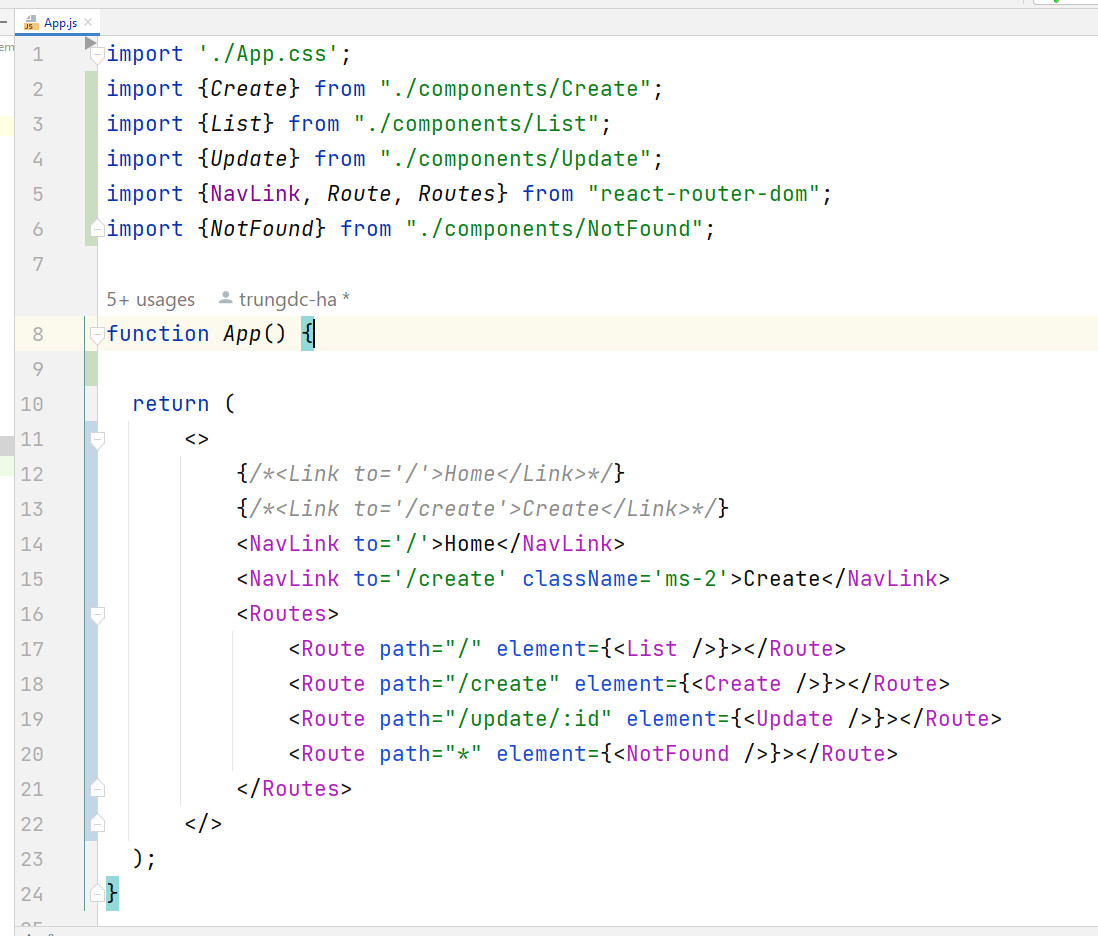 App.js
1 import './App.css';
2 import {Create} from "./components/Create";
3 import {List} from "./components/List";
4 import {Update} from "./components/Update";
5 import {NavLink, Route, Routes} from "react-router-dom";
6 import {NotFound} from "./components/NotFound";
7
5+ usages trungdc-ha *
8 function App() {
9
10 return (
11 <>
12 {/*<Link to='/'>Home</Link>*/}
13 {/*<Link to='/create'>Create</Link>*/}
14 <NavLink to='/'>Home</NavLink>
15 <NavLink to='/create' className='ms-2'>Create</NavLink>
16 <Routes>
17 <Route path="/" element={<List />}></Route>
18 <Route path="/create" element={<Create />}></Route>
19 <Route path="/update/:id" element={<Update />}></Route>
20 <Route path="*" element={<NotFound />}></Route>
21 </Routes>
22 </>
23 );
24 }